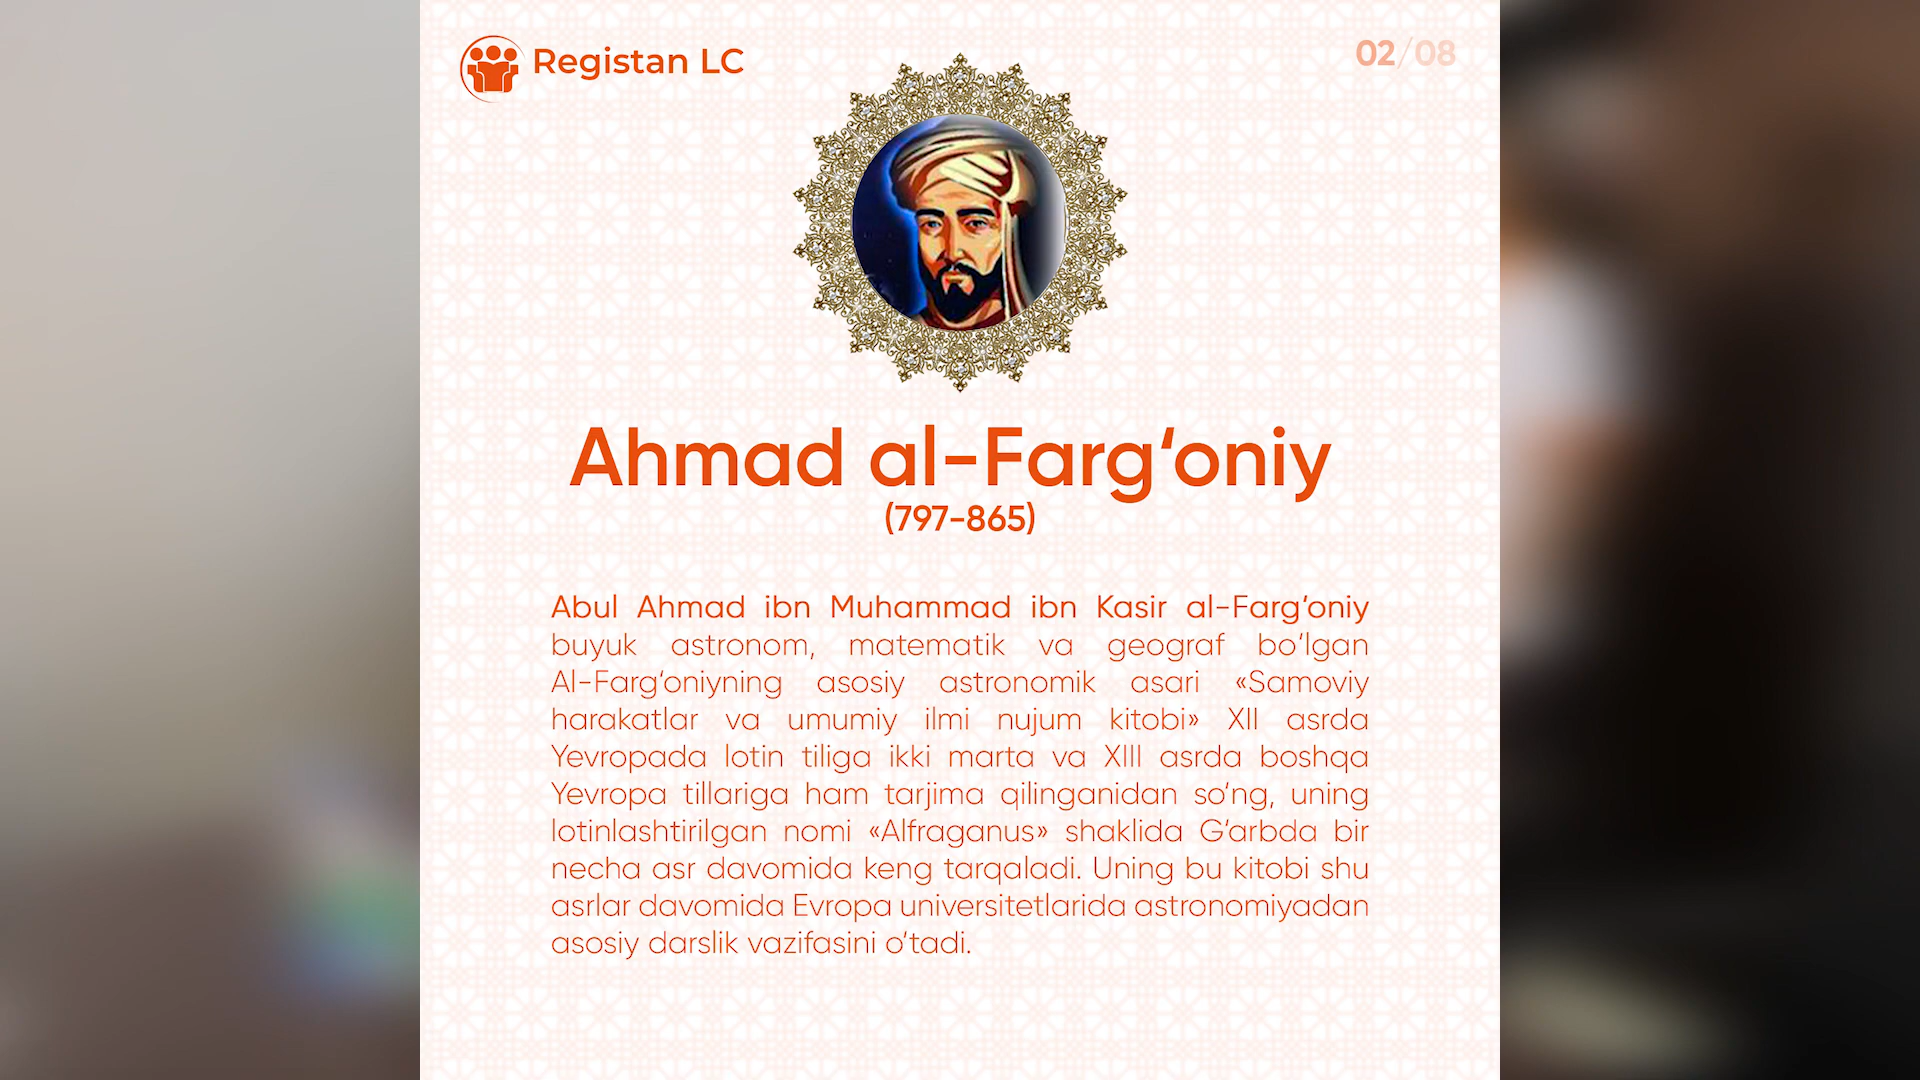 Registan LC
02/08
Ahmad al-Farg‘oniy
(797-865)
Abul Ahmad ibn Muhammad ibn Kasir al-Farg‘oniy
buyuk astronom, matematik va geograf bo‘lgan
Al-Farg‘oniyning asosiy astronomik asari «Samoviy
harakatlar va umumiy ilmi nujum kitobi» XII asrda
Yevropada lotin tiliga ikki marta va XIII asrda boshqa
Yevropa tillariga ham tarjima qilinganidan so‘ng, uning
lotinlashtirilgan nomi «Alfraganus» shaklida G‘arbda bir
necha asr davomida keng tarqaladi. Uning bu kitobi shu
asrlar davomida Evropa universitetlarida astronomiyadan
asosiy darslik vazifasini o‘tadi.